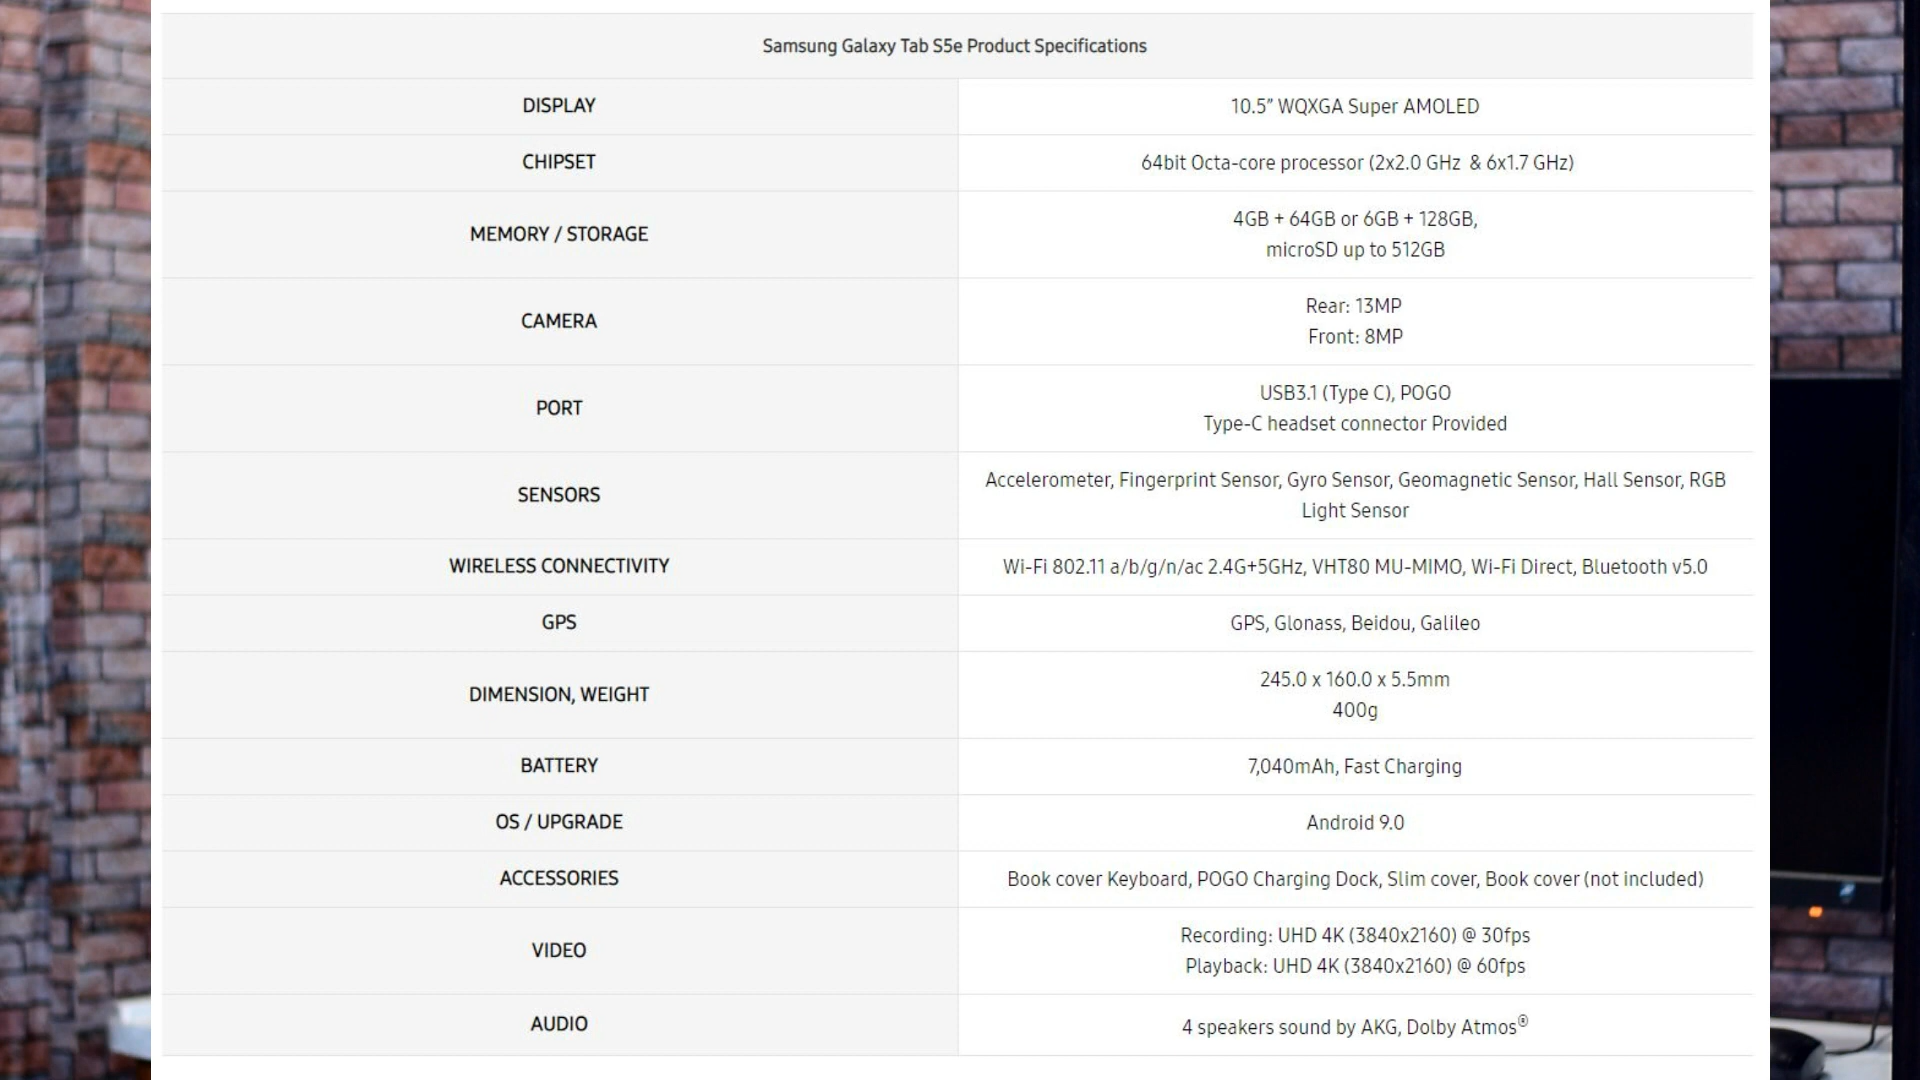 Samsung Galaxy Tab S5e Product Specifications
DISPLAY
10.5″ WQXGA Super AMOLED
CHIPSET
64bit Octa-core processor (2x2.0 GHz & 6x1.7 GHz)
MEMORY / STORAGE
4GB + 64GB or 6GB + 128GB,
microSD up to 512GB
CAMERA
Rear: 13MP
Front: 8MP
PORT
USB3.1 (Type C), POGO
Type-C headset connector Provided
SENSORS
Accelerometer, Fingerprint Sensor, Gyro Sensor, Geomagnetic Sensor, Hall Sensor, RGB
Light Sensor
WIRELESS CONNECTIVITY
Wi-Fi 802.11 a/b/g/n/ac 2.4G+5GHz, VHT80 MU-MIMO, Wi-Fi Direct, Bluetooth v5.0
GPS
GPS, Glonass, Beidou, Galileo
DIMENSION, WEIGHT
245.0 x 160.0 x 5.5mm
400g
BATTERY
7,040mAh, Fast Charging
OS / UPGRADE
Android 9.0
ACCESSORIES
Book cover Keyboard, POGO Charging Dock, Slim cover, Book cover (not included)
VIDEO
Recording: UHD 4K (3840x2160) @ 30fps
Playback: UHD 4K (3840x2160) @ 60fps
AUDIO
4 speakers sound by AKG, Dolby Atmos®